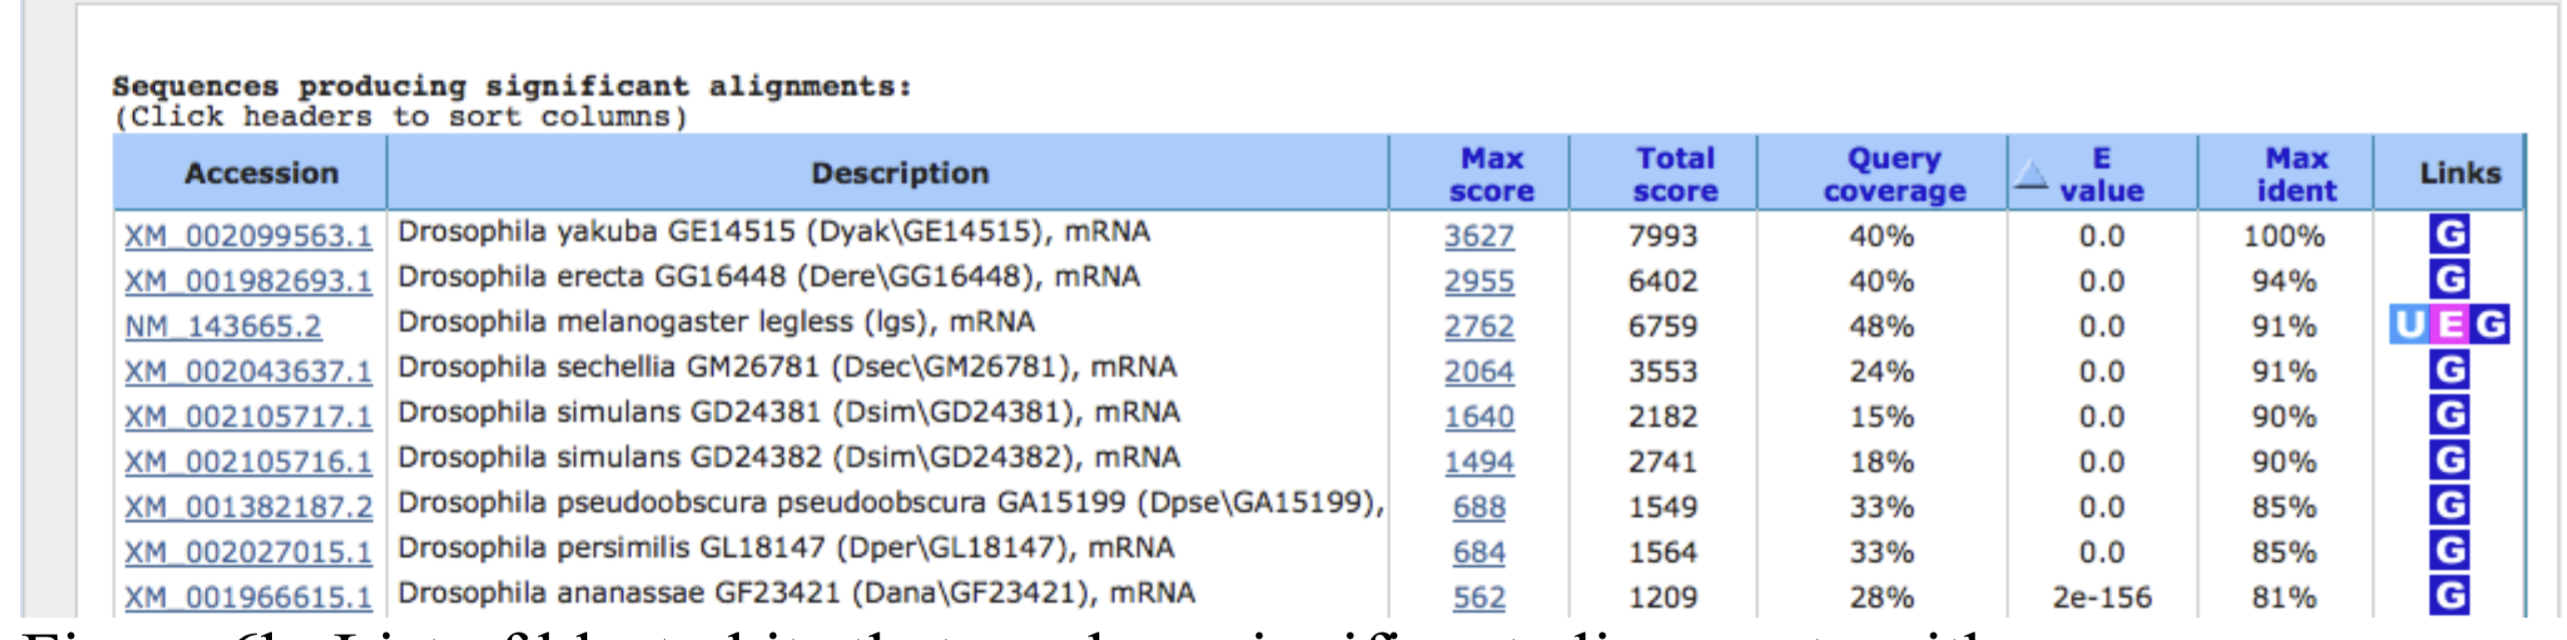 Sequences producing significant alignments:
(Click headers to sort columns)
Accession Description Max score Total score Query coverage E value Max ident Links
XM_002099563.1 Drosophila yakuba GE14515 (Dyak\GE14515), mRNA 3627 7993 40% 0.0 100% G
XM_001982693.1 Drosophila erecta GG16448 (Dere\GG16448), mRNA 2955 6402 40% 0.0 94% G
NM_143665.2 Drosophila melanogaster legless (lgs), mRNA 2762 6759 48% 0.0 91% U E G
XM_002043637.1 Drosophila sechellia GM26781 (Dsec\GM26781), mRNA 2064 3553 24% 0.0 91% G
XM_002105717.1 Drosophila simulans GD24381 (Dsim\GD24381), mRNA 1640 2182 15% 0.0 90% G
XM_002105716.1 Drosophila simulans GD24382 (Dsim\GD24382), mRNA 1494 2741 18% 0.0 90% G
XM_001382187.2 Drosophila pseudoobscura pseudoobscura GA15199 (Dpse\GA15199), 688 1549 33% 0.0 85% G
XM_002027015.1 Drosophila persimilis GL18147 (Dper\GL18147), mRNA 684 1564 33% 0.0 85% G
XM_001966615.1 Drosophila ananassae GF23421 (Dana\GF23421), mRNA 562 1209 28% 2e-156 81% G